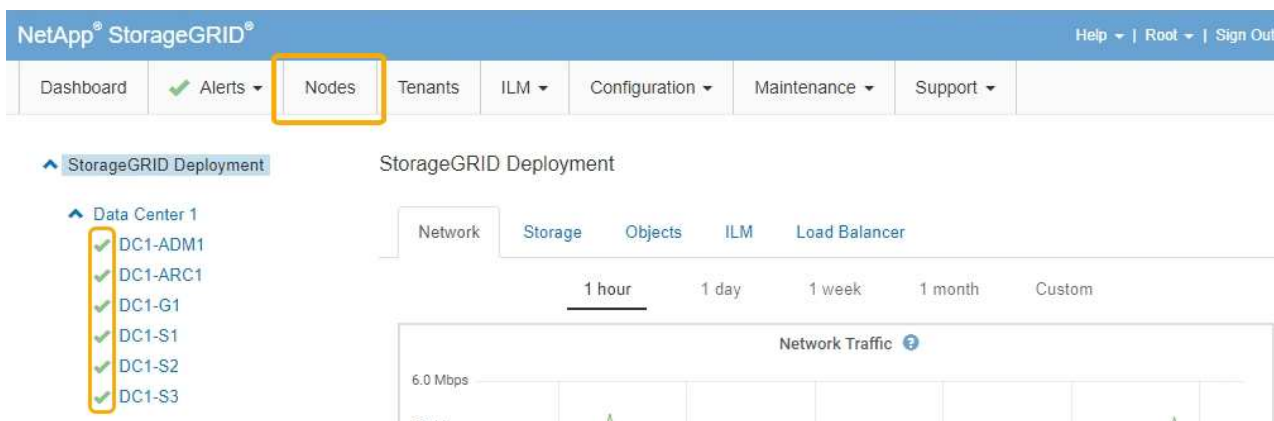 NetApp® StorageGRID®
Help | Root | Sign Out
Dashboard Alerts Nodes Tenants ILM Configuration Maintenance Support
StorageGRID Deployment
StorageGRID Deployment
Data Center 1
DC1-ADM1
DC1-ARC1
DC1-G1
DC1-S1
DC1-S2
DC1-S3
Network Storage Objects ILM Load Balancer
1 hour 1 day 1 week 1 month Custom
Network Traffic ?
6.0 Mbps